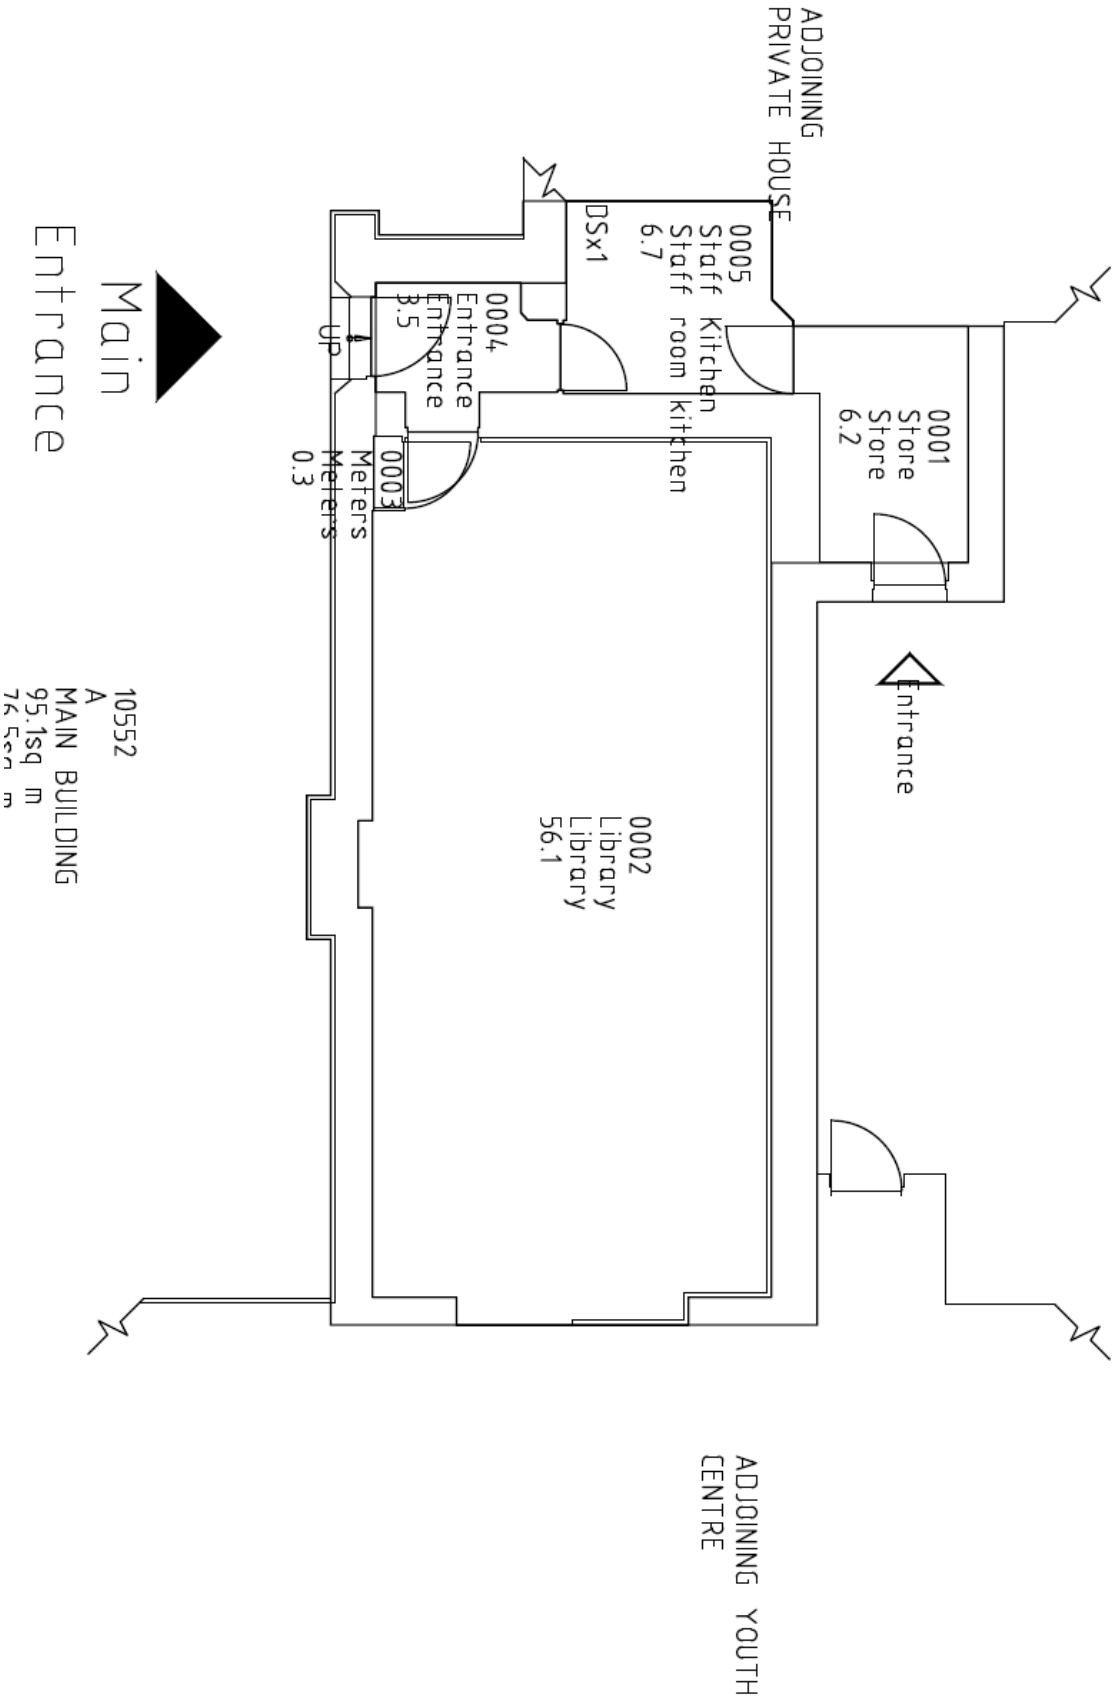 ADJOINING
PRIVATE HOUSE
0005
Staff Kitchen
Staff room kitchen
6.7
DSx1
0004
Entrance
Entrance
3.5
UP
Main
Entrance
0001
Store
Store
6.2
0003
Meters
Meters
0.3
Entrance
10552
A
MAIN BUILDING
95.1sq m
76.5sq m
0002
Library
Library
56.1
ADJOINING YOUTH
CENTRE